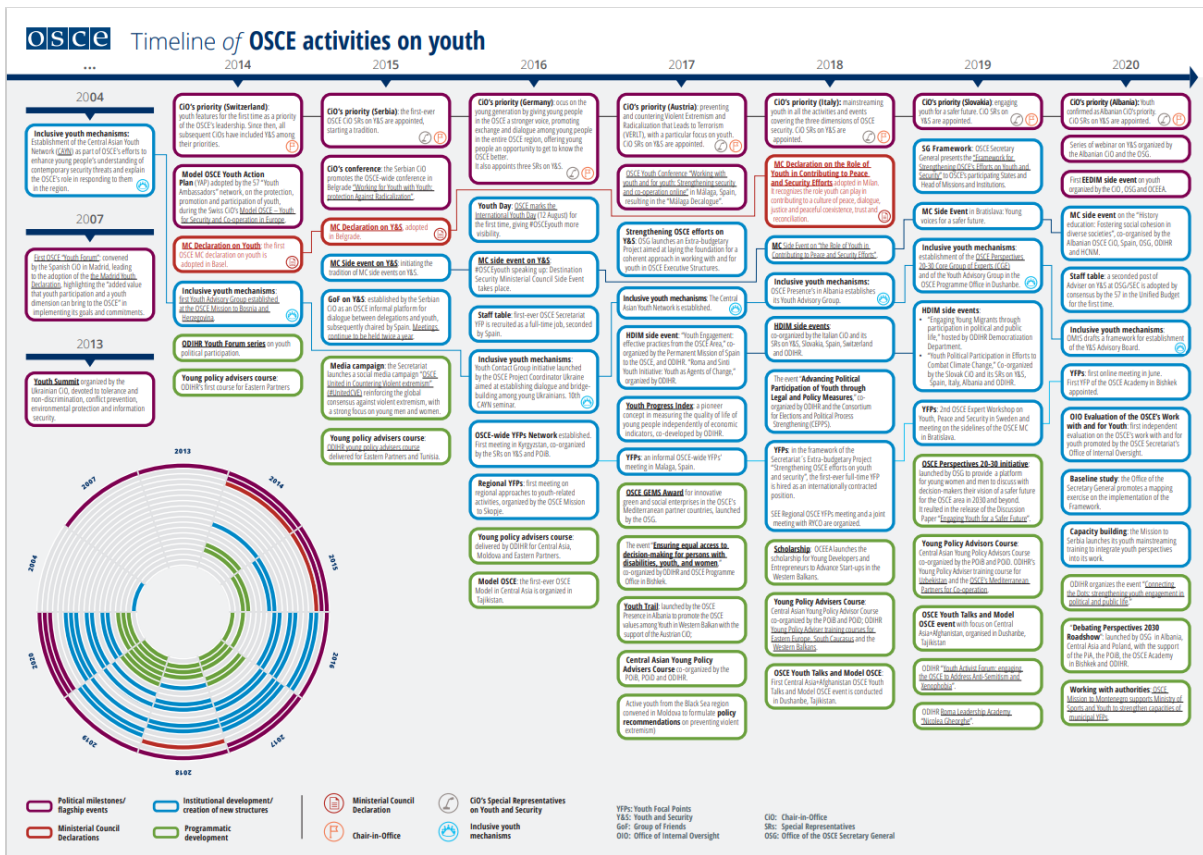 osce Timeline of OSCE activities on youth
...
2014
2015
2016
2017
2018
2019
2020
2004
Inclusive youth mechanisms:
Establishment of the Central Asian Youth
Network (CAYN) as part of OSCE's efforts to
enhance young people's understanding of
contemporary security threats and explain
the OSCE's role in responding to them
in the region.
2007
First OSCE "Youth Forum" convened
by the Spanish CiO in Madrid, leading
to the adoption of the Madrid Youth
Declaration, highlighting the "added value
that youth participation and a youth
dimension can bring to the OSCE" in
implementing its goals and commitments.
2013
Youth Summit organized by the
Ukrainian CiO, devoted to tolerance and
non-discrimination, conflict prevention,
environmental protection and information
security.
CiO's priority (Switzerland):
youth features for the first time as a priority
of the OSCE's leadership. Since then, all
subsequent CiOs have included Y&S among
their priorities.
Model OSCE Youth Action
Plan (YAP) adopted by the 57 "Youth
Ambassadors" network, on the protection,
promotion and participation of youth,
during the Swiss CiO's Model OSCE – Youth
for Security and Co-operation in Europe.
MC Declaration on Youth: the first
OSCE MC declaration on youth is
adopted in Basel.
Inclusive youth mechanisms:
first Youth Advisory Group established
at the OSCE Mission to Bosnia and
Herzegovina.
ODIHR Youth Forum series on
youth political participation.
Young policy advisers course:
ODIHR's first course for Eastern Partners
CiO's priority (Serbia): the first-ever
OSCE CiO SRs on Y&S are appointed,
starting a tradition.
CiO's conference: the Serbian CiO
promotes the OSCE-wide conference in
Belgrade "Working for Youth with Youth:
protection Against Radicalization".
MC Declaration on Y&S, adopted
in Belgrade.
MC Side Event on Y&S, initiating the
tradition of MC side events on Y&S.
GoF on Y&S: established by the Serbian
CiO as an OSCE informal platform for
dialogue between delegations and youth,
subsequently chaired by Spain. Meetings
continue to be held twice a year.
Media campaign: the Secretariat
launches a social media campaign "OSCE
United in Countering Violent extremism"
(#UnitedCVE) reinforcing the global
consensus against violent extremism, with
a strong focus on young men and women.
Young policy advisers course:
ODIHR young policy advisers course
delivered for Eastern Partners and Tunisia.
CiO's priority (Germany): ocus on the
young generation by giving young people
in the OSCE a stronger voice, promoting
exchange and dialogue among young people
in the entire OSCE region, offering young
people an opportunity to get to know the
OSCE better.
It also appoints three SRs on Y&S.
Youth Day: OSCE marks the
International Youth Day (12 August) for
the first time, giving #OSCEyouth more
visibility.
MC side event on Y&S:
#OSCEyouth speaking up: Destination
Security Ministerial Council Side Event
takes place.
Staff table: first-ever OSCE Secretariat
YFP is recruited as a full-time job, seconded
by Spain.
Inclusive youth mechanisms:
Youth Contact Group initiative launched
by the OSCE Project Coordinator Ukraine
aimed at establishing dialogue and bridge-
building among young Ukrainians. 10th
CAYN seminar.
OSCE-wide YFPs Network established.
First meeting in Kyrgyzstan, co-organized
by the SRs on Y&S and POiB.
Regional YFPs: first meeting on
regional approaches to youth-related
activities, organized by the OSCE Mission
to Skopje.
Young policy advisers course:
delivered by ODIHR for Central Asia,
Moldova and Eastern Partners.
Model OSCE: the first-ever OSCE
Model in Central Asia is organized in
Tajikistan.
CiO's priority (Austria): preventing
and countering Violent Extremism and
Radicalisation that Leads to Terrorism
(VERLT), with a particular focus on youth.
CiO SRs on Y&S are appointed.
OSCE Youth Conference "Working with
youth and for youth: Strengthening security
and co-operation online" in Málaga, Spain,
resulting in the "Málaga Decalogue".
Strengthening OSCE efforts on
Y&S: OSG launches an Extra-budgetary
Project aimed at laying the foundation for a
coherent approach in working with and for
youth in OSCE Executive Structures.
Inclusive youth mechanisms: The Central
Asian Youth Network is established.
HDIM side event: "Youth Engagement:
effective practices from the OSCE Area," co-
organized by the Permanent Mission of Spain
to the OSCE, and ODIHR. "Roma and Sinti
Youth Initiative: Youth as Agents of Change,"
organized by ODIHR.
Youth Progress Index: a pioneer
concept in measuring the quality of life of
young people independently of economic
indicators, co-developed by ODIHR.
YFPs: an informal OSCE-wide YFPs'
meeting in Malaga, Spain.
OSCE GEMS Award for innovative
green and social enterprises in the OSCE's
Mediterranean partner countries, launched
by the OSG.
The event "Ensuring equal access to
decision-making for persons with
disabilities, youth, and women,"
co-organized by ODIHR and OSCE Programme
Office in Bishkek.
Youth Trail: launched by the OSCE
Presence in Albania to promote the OSCE
values among Youth in Western Balkan with the
support of the Austrian CiO;
Central Asian Young Policy
Advisers Course co-organized by the
POiB, POiD and ODIHR.
Active youth from the Black Sea region
convened in Moldova to formulate policy
recommendations on preventing violent
extremism)
CiO's priority (Italy): mainstreaming
youth in all the activities and events
covering the three dimensions of OSCE
security. CiO SRs on Y&S are
appointed.
MC Declaration on the Role of
Youth in Contributing to Peace
and Security Efforts adopted in Milan.
It recognizes the role youth can play in
contributing to a culture of peace, dialogue,
justice and peaceful coexistence, trust and
reconciliation.
MC Side Event on "the Role of Youth in
Contributing to Peace and Security Efforts".
Inclusive youth mechanisms:
OSCE Presence in Albania establishes
its Youth Advisory Group.
HDIM side events:
co-organized by the Italian CiO and
its SRs on Y&S, Slovakia, Spain, Switzerland
and ODIHR.
The event "Advancing Political
Participation of Youth through
Legal and Policy Measures," co-
organized by ODIHR and the Consortium
for Elections and Political Process
Strengthening (CEPPS).
YFPs: in the framework of the
Secretariat's Extra-budgetary Project
"Strengthening OSCE efforts on youth
and security", the first-ever full-time YFP
is hired as an internationally contracted
position.
SEE Regional OSCE YFPs meeting and a joint
meeting with RYCO are organized.
Scholarship: OCEEA launches the
scholarship for Young Developers and
Entrepreneurs to Advance Start-ups in the
Western Balkans.
Young Policy Advisers Course:
Central Asian Young Policy Advisor Course
co-organized by the POiB and POiD; ODIHR
Young Policy Adviser training courses for
Eastern Europe, South Caucasus and the
Western Balkans.
OSCE Youth Talks and Model OSCE:
First Central Asia+Afghanistan OSCE Youth
Talks and Model OSCE event is conducted
in Dushanbe, Tajikistan.
CiO's priority (Slovakia): engaging
youth for a safer future. CiO SRs on
Y&S are appointed.
SG Framework: OSCE Secretary
General presents the "Framework for
Strengthening OSCE's Efforts on Youth and
Security" to OSCE's participating States and
Head of Missions and Institutions.
MC Side Event in Bratislava: Young
voices for a safer future.
Inclusive youth mechanisms:
establishment of the OSCE Perspectives
20-30 Core Group of Experts (CGE)
and of the Youth Advisory Group in the
OSCE Programme Office in Dushanbe.
HDIM side events:
• "Engaging Young Migrants through
participation in political and public
life," hosted by ODIHR Democratization
Department.
• "Youth Political Participation in Efforts to
Combat Climate Change," Co-organized by
the Slovak CiO and its SRs on Y&S,
Spain, Italy, Albania and ODIHR.
YFPs: 2nd OSCE Expert Workshop on
Youth, Peace and Security in Sweden and
meeting on the sidelines of the OSCE MC
in Bratislava.
OSCE Perspectives 20-30 initiative:
launched by OSG to provide a platform
for young women and men to discuss with
decision-makers their vision of a safer future
for the OSCE area in 2030 and beyond.
It resulted in the release of the Discussion
Paper "Engaging Youth for a Safer Future".
Young Policy Advisors Course:
Central Asian Young Policy Advisors Course
co-organized by the POiB and POiD. ODIHR's
Young Policy Adviser training course for
Uzbekistan and the OSCE's Mediterranean
Partners for Co-operation.
OSCE Youth Talks and Model
OSCE event with focus on Central
Asia+Afghanistan, organised in Dushanbe,
Tajikistan
ODIHR "Youth Activist Forum: engaging
the OSCE to Address Anti-Semitism and
Xenophobia".
ODIHR Roma Leadership Academy,
"Nicolea Gheorghe".
CiO's priority (Albania): Youth
confirmed as Albanian CiO's priority.
CiO SRs on Y&S are appointed.
Series of webinar on Y&S organized by the
Albanian CiO and the OSG.
First EEDIM side event on youth
organized by the CiO, OSG and OCEEA.
MC side event on the "History
education: Fostering social cohesion in
diverse societies", co-organized by the
Albanian OSCE CiO, Spain, OSG, ODIHR
and HCNM.
Staff table: a seconded post of
Adviser on Y&S at OSG/SEC is adopted by
consensus by the 57 in the Unified Budget
for the first time.
Inclusive youth mechanisms:
OMiS drafts a framework for establishment
of the Y&S Advisory Board.
YFPs: first online meeting in June.
First YFP of the OSCE Academy in Bishkek
appointed.
OIO Evaluation of the OSCE's Work
with and for Youth: first independent
evaluation on the OSCE's work with and for
youth promoted by the OSCE Secretariat's
Office of Internal Oversight.
Baseline study: the Office of the
Secretary General promotes a mapping
exercise on the implementation of the
Framework.
Capacity building: the Mission to
Serbia launches its youth mainstreaming
training to integrate youth perspectives
into its work.
ODIHR organizes the event "Connecting
the Dots: strengthening youth engagement in
political and public life."
"Debating Perspectives 2030
Roadshow": launched by OSG in Albania,
Central Asia and Poland, with the support
of the PiA, the POiB, the OSCE Academy
in Bishkek and ODIHR.
Working with authorities: OSCE
Mission to Montenegro supports Ministry of
Sports and Youth to strengthen capacities of
municipal YFPs.
2013
2014
2015
2016
2017
2018
2019
2020
2004
2007
Political milestones/
flagship events
Ministerial Council
Declarations
Institutional development/
creation of new structures
Programmatic
development
Ministerial Council
Declaration
Chair-in-Office
CiO's Special Representatives
on Youth and Security
Inclusive youth
mechanisms
YFPs: Youth Focal Points
Y&S: Youth and Security
GoF: Group of Friends
OIO: Office of Internal Oversight
CiO: Chair-in-Office
SRs: Special Representatives
OSG: Office of the OSCE Secretary General